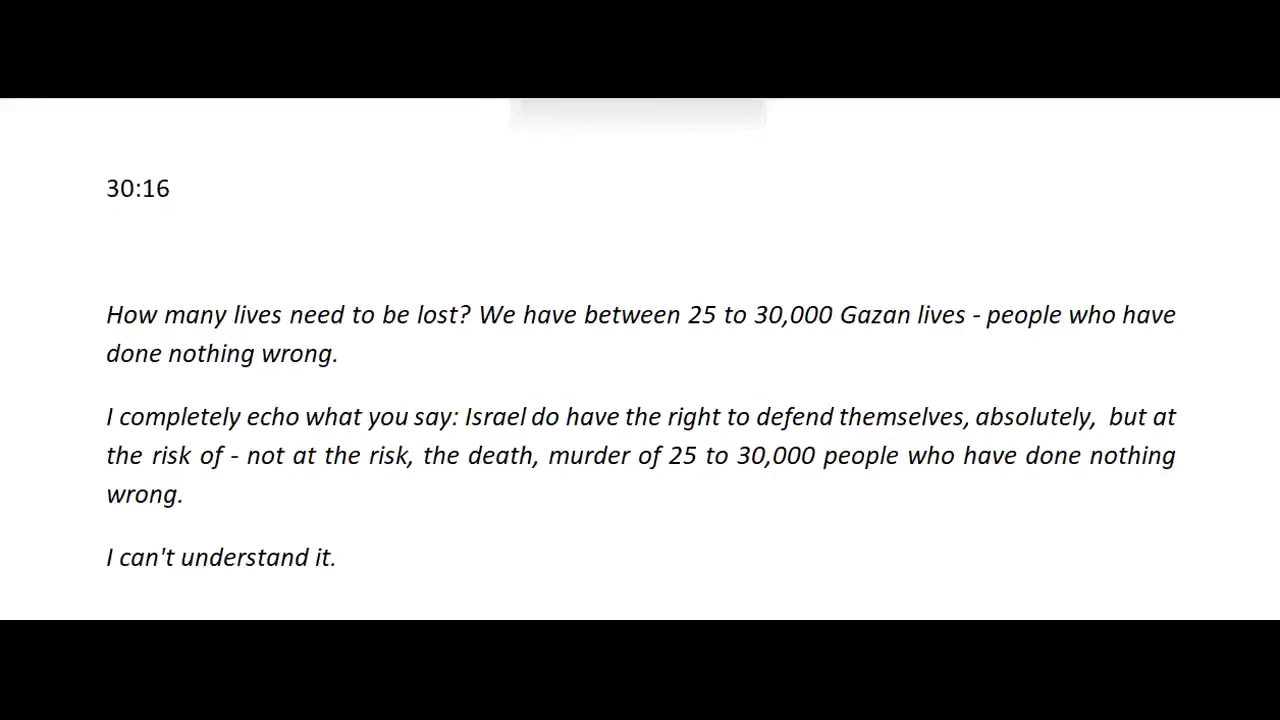 30:16
How many lives need to be lost? We have between 25 to 30,000 Gazan lives - people who have
done nothing wrong.
I completely echo what you say: Israel do have the right to defend themselves, absolutely,  but at
the risk of - not at the risk, the death, murder of 25 to 30,000 people who have done nothing
wrong.
I can't understand it.